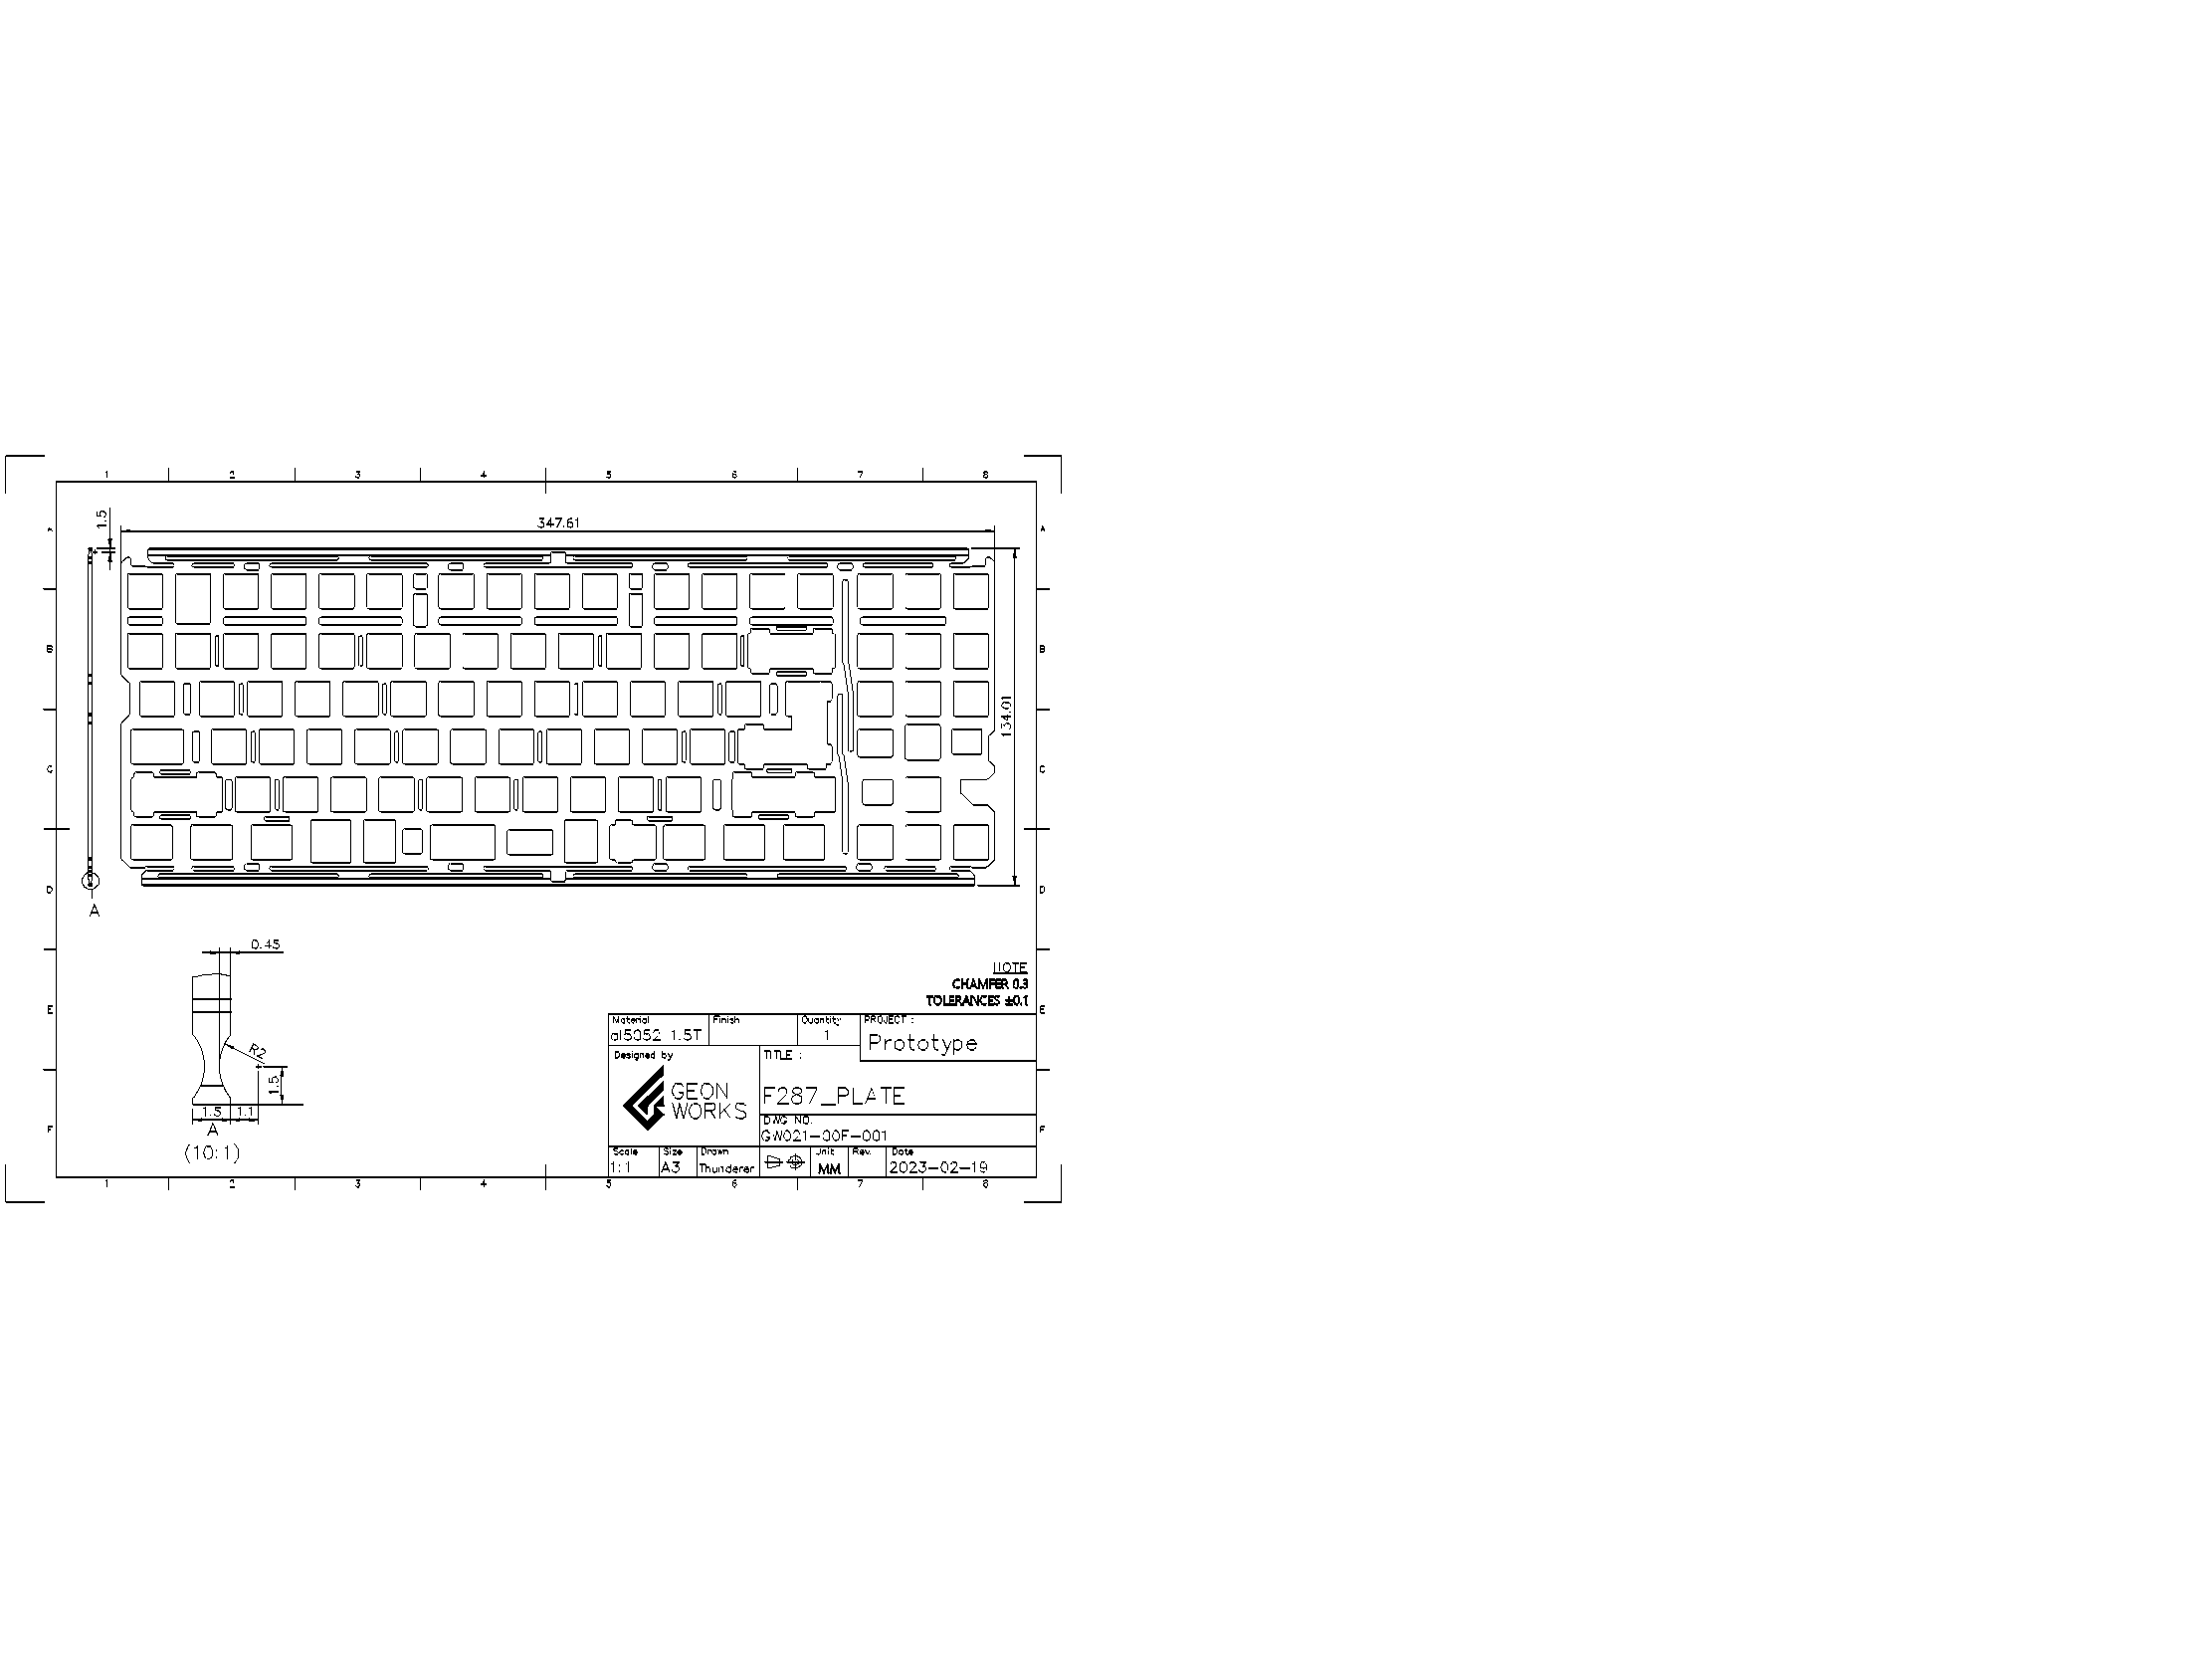 1 2 3 4 5 6 7 8
A
1.5
347.61
B B
134.01
C C
D D
A
0.45
NOTE
CHAMFER 0.3
TOLERANCES ±0.1
E E
Material Finish Quantity PROJECT :
al5052 1.5T 1 Prototype
R2
Designed by TITLE :
1.5
GEON
WORKS
F287_PLATE
1.5 1.1
DWG NO.
GW021-00F-001
F F
A
(10:1)
Scale Size Drawn Unit Rev. Date
1:1 A3 Thunderer MM 2023-02-19
1 2 3 4 5 6 7 8